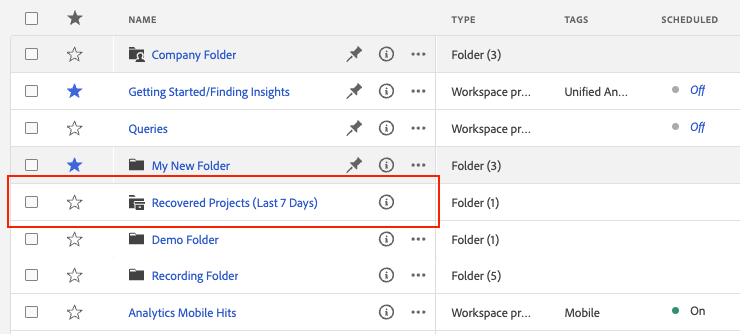 NAME TYPE TAGS SCHEDULED
Company Folder Folder (3)
Getting Started/Finding Insights Workspace pr... Unified An... Off
Queries Workspace pr... Off
My New Folder Folder (3)
Recovered Projects (Last 7 Days) Folder (1)
Demo Folder Folder (1)
Recording Folder Folder (5)
Analytics Mobile Hits Workspace pr... Mobile On